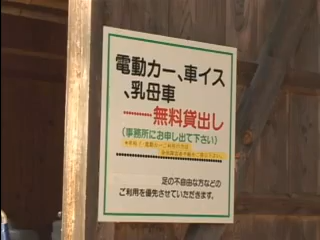 電動カー、車イス
、乳母車
無料貸出し
(事務所にお申し出て下さい)
足の不自由な方などの
ご利用を優先させていただきます。